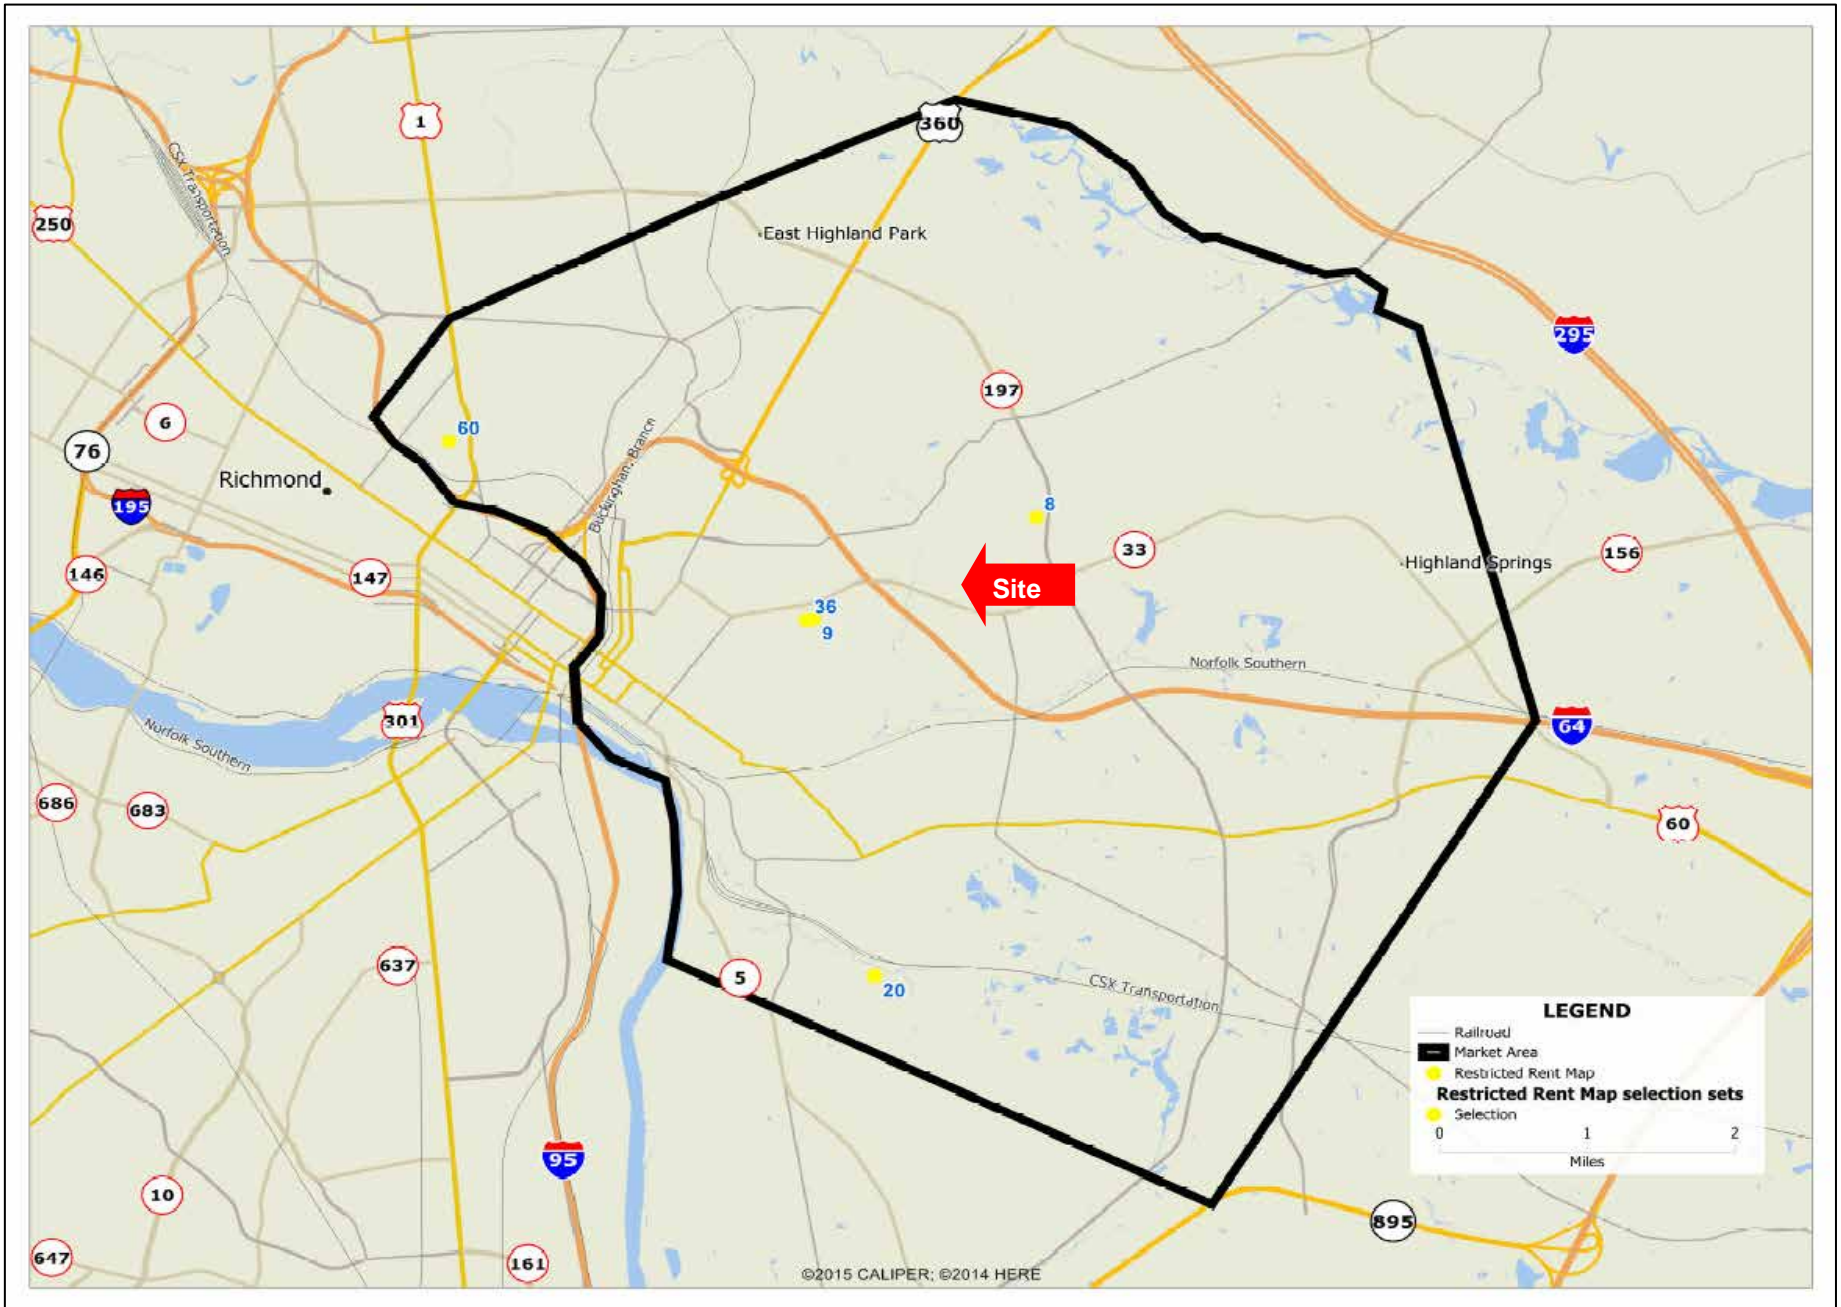 360
1
CSX Transportation
250
East Highland Park
295
197
6
60
Buckingham Branch
76
Richmond
195
8
33
Highland Springs
156
146
147
Site
36
9
Norfolk Southern
301
64
Norfolk Southern
686
683
60
637
5
20
CSX Transportation
LEGEND
Railroad
Market Area
Restricted Rent Map
Restricted Rent Map selection sets
Selection
0 1 2
Miles
95
10
895
647
161
©2015 CALIPER; ©2014 HERE